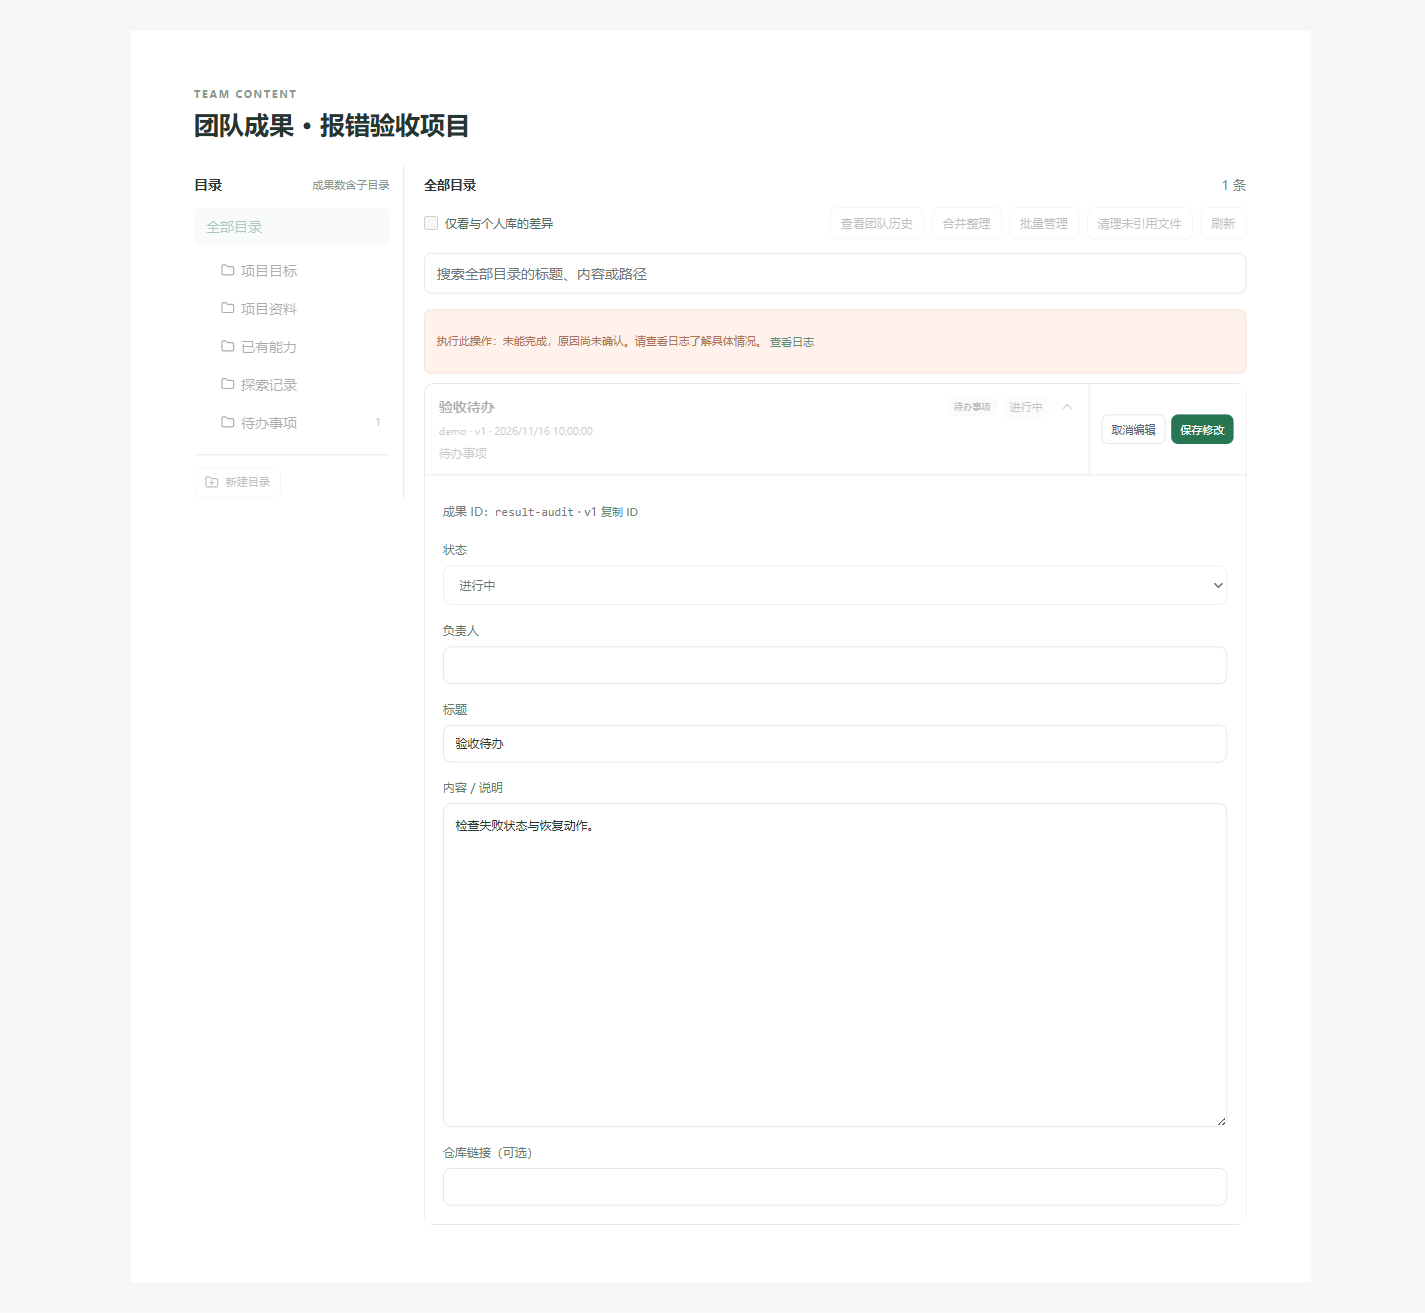 TEAM CONTENT
团队成果 · 报错验收项目
目录
成果数含子目录
全部目录
项目目标
项目资料
已有能力
探索记录
待办事项 1
新建目录
全部目录
1 条
仅看与个人库的差异
查看团队历史
合并整理
批量管理
清理未引用文件
刷新
搜索全部目录的标题、内容或路径
执行此操作：未能完成，原因尚未确认。请查看日志了解具体情况。 查看日志
验收待办
待办事项
进行中
demo · v1 · 2026/11/16 10:00:00
待办事项
取消编辑
保存修改
成果 ID：result-audit · v1 复制 ID
状态
进行中
负责人
标题
验收待办
内容 / 说明
检查失败状态与恢复动作。
仓库链接（可选）